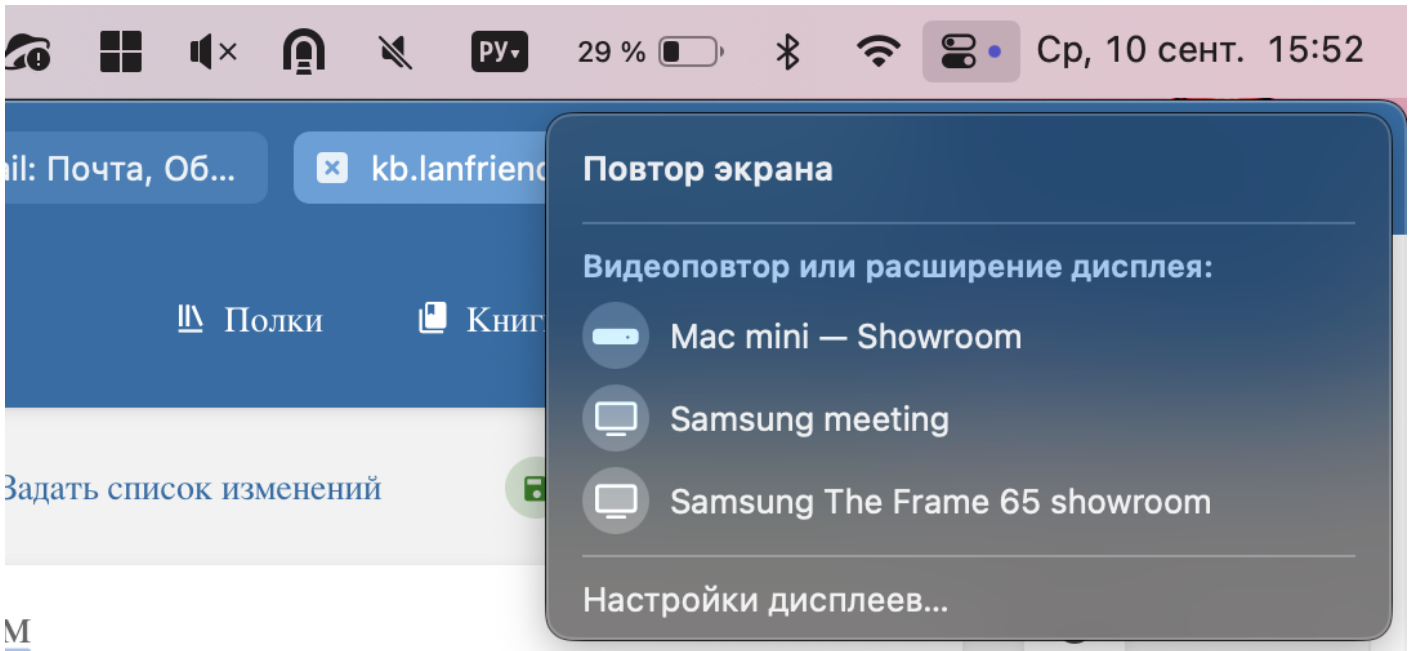 РУ
29 %
Ср, 10 сент. 15:52
il: Почта, Об...
kb.lanfriend
Повтор экрана
Видеоповтор или расширение дисплея:
Полки
Книг
Mac mini — Showroom
Samsung meeting
Задать список изменений
Samsung The Frame 65 showroom
Настройки дисплеев...
м